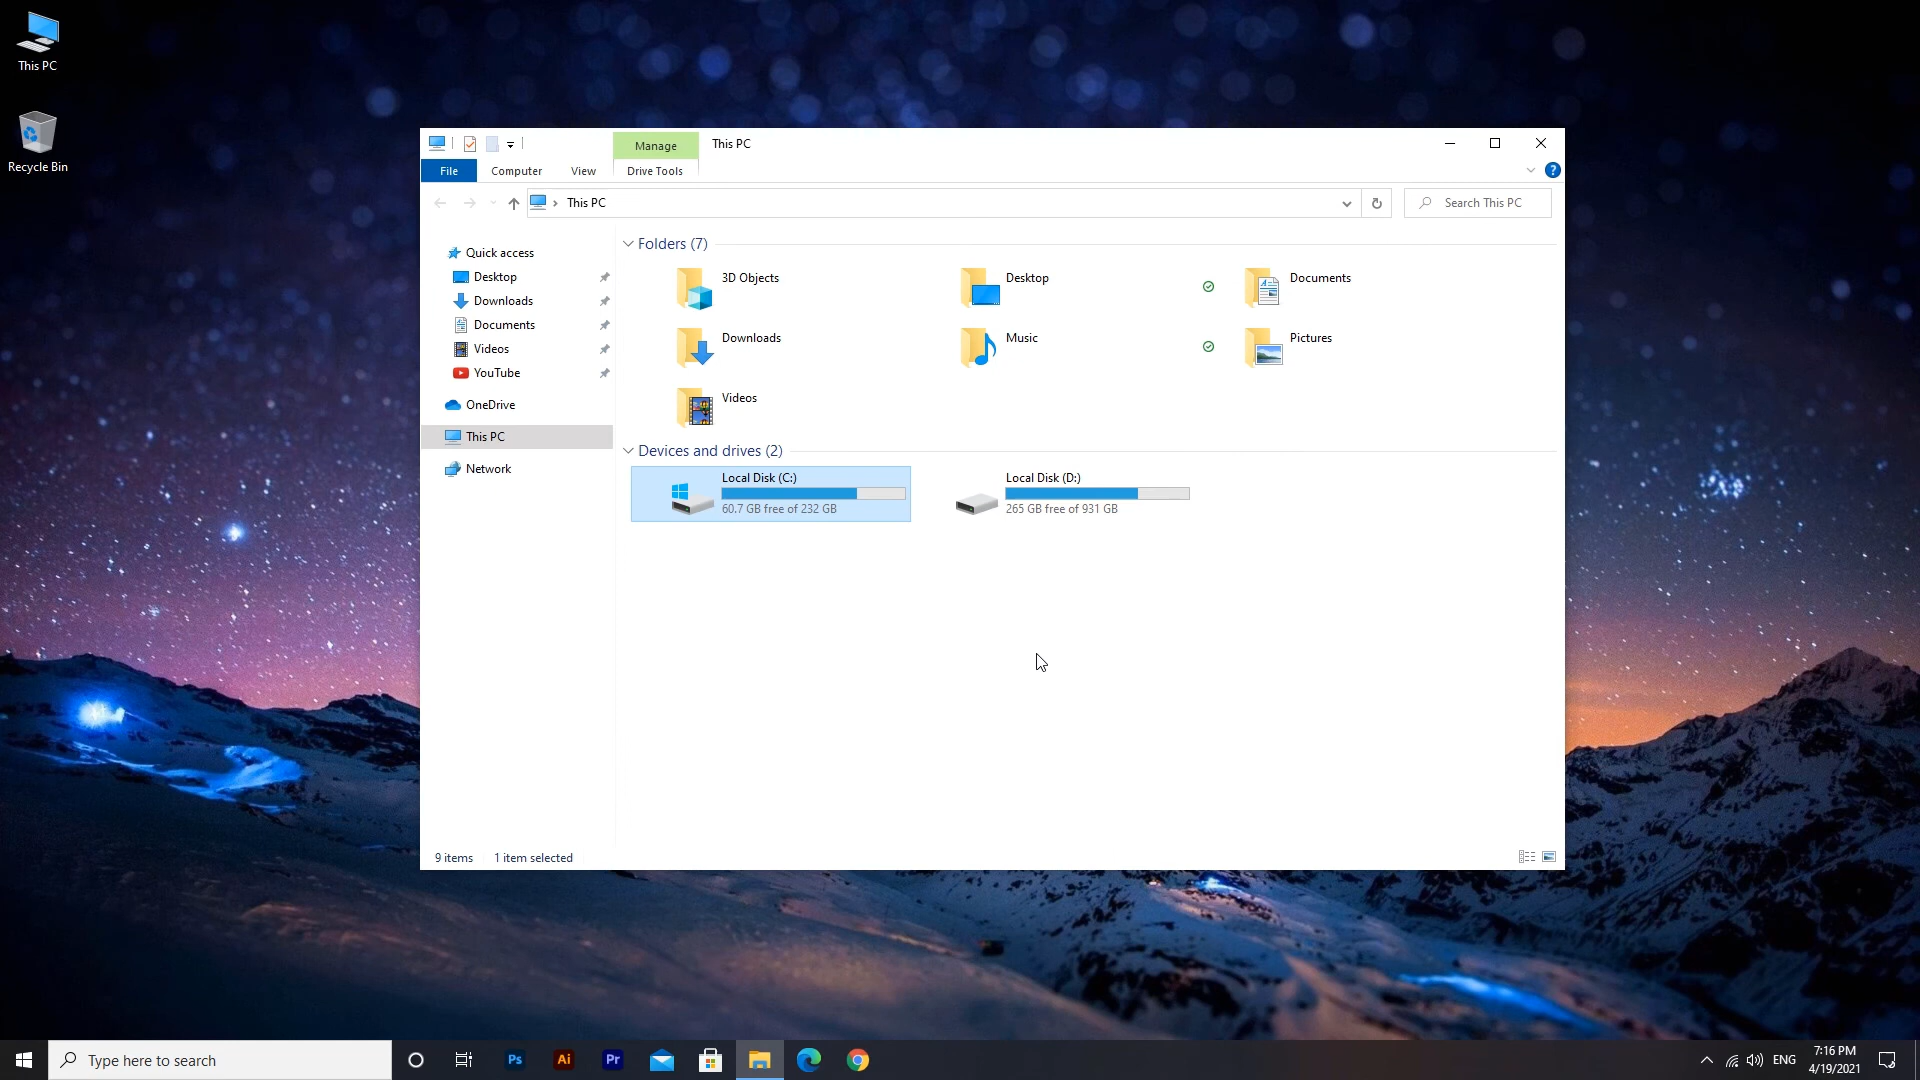 This PC
Recycle Bin
Manage
This PC
File
Computer
View
Drive Tools
This PC
Search This PC
Quick access
Desktop
Downloads
Documents
Videos
YouTube
OneDrive
This PC
Network
Folders (7)
3D Objects
Desktop
Documents
Downloads
Music
Pictures
Videos
Devices and drives (2)
Local Disk (C:)
60.7 GB free of 232 GB
Local Disk (D:)
265 GB free of 931 GB
9 items
1 item selected
Type here to search
Ps
Ai
Pr
ENG
7:16 PM
4/19/2021